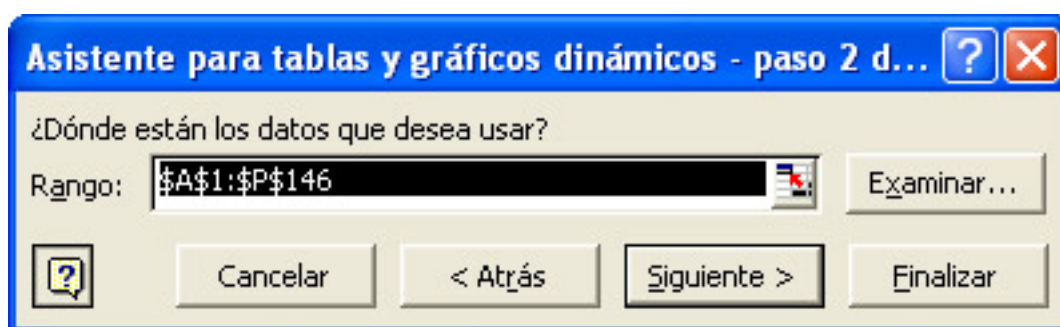 Asistente para tablas y gráficos dinámicos - paso 2 d... ?
¿Dónde están los datos que desea usar?
Rango: $A$1:$P$146 Examinar...
? Cancelar < Atrás Siguiente > Finalizar